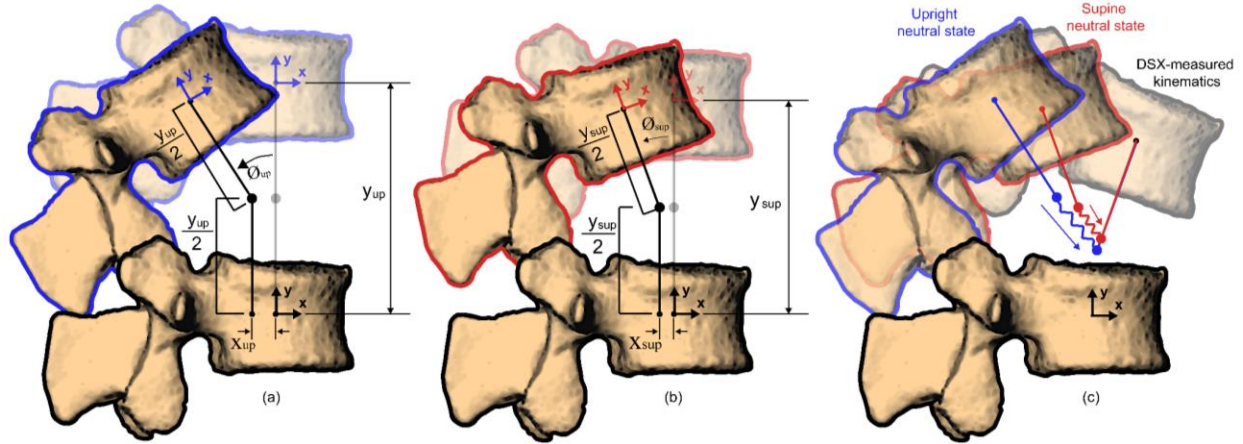 y
x
y
x
y_up
2
Ø_up
y_up
y_up
2
y
x
X_up
(a)
y
x
y_sup
2
Ø_sup
y_sup
y_sup
2
y
x
X_sup
(b)
Upright
neutral state
Supine
neutral state
DSX-measured
kinematics
y
x
(c)